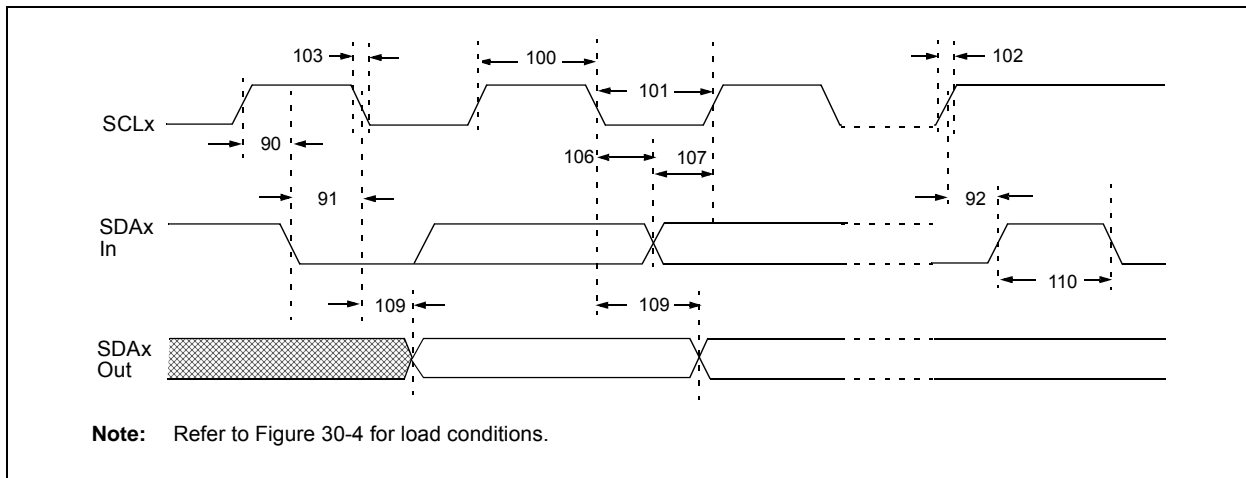 103
100
102
101
SCLx
90
106
107
91
92
SDAx
In
110
109
109
SDAx
Out
Note: Refer to Figure 30-4 for load conditions.